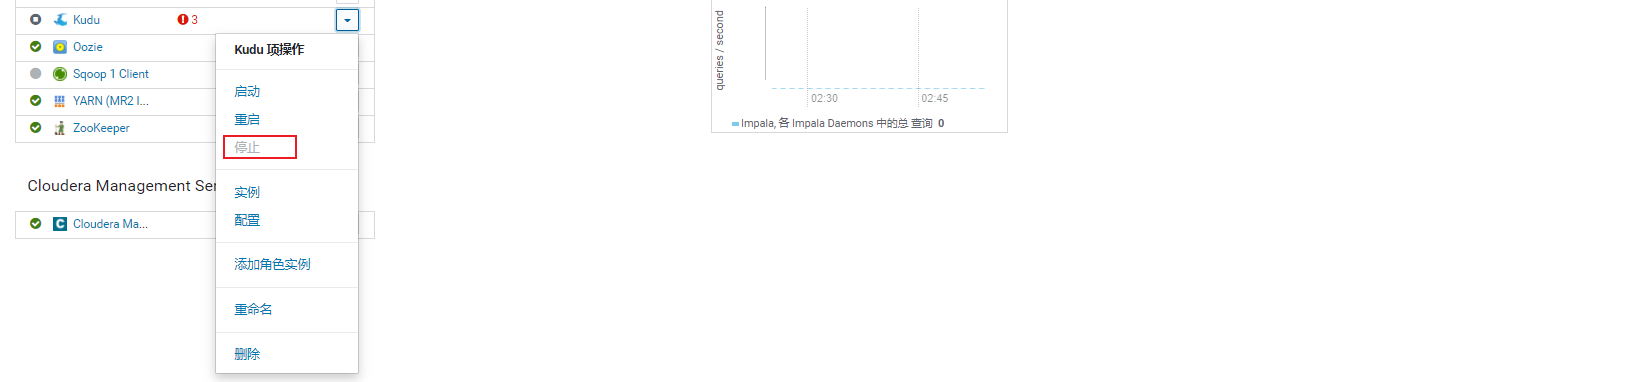 Kudu
3
Kudu 项操作
Oozie
Sqoop 1 Client
YARN (MR2 I...
ZooKeeper
启动
重启
停止
Cloudera Management Ser
实例
配置
Cloudera Ma...
添加角色实例
重命名
删除
queries / second
02:30
02:45
Impala, 各 Impala Daemons 中的总 查询 0